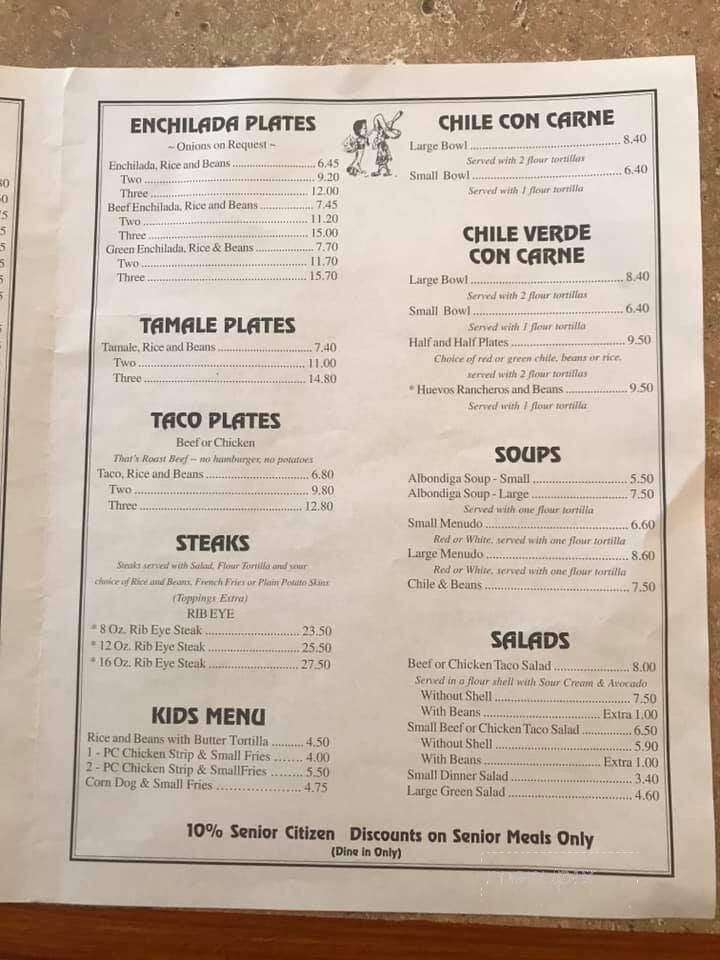 ENCHILADA PLATES
~ Onions on Request ~
Enchilada, Rice and Beans ........................ 6.45
Two ................................................ 9.20
Three ............................................ 12.00
Beef Enchilada, Rice and Beans ................. 7.45
Two .............................................. 11.20
Three ............................................ 15.00
Green Enchilada, Rice & Beans .................. 7.70
Two .............................................. 11.70
Three ............................................ 15.70
TAMALE PLATES
Tamale, Rice and Beans ............................ 7.40
Two ................................................ 11.00
Three .............................................. 14.80
TACO PLATES
Beef or Chicken
That's Roast Beef – no hamburger, no potatoes
Taco, Rice and Beans ............................... 6.80
Two .................................................. 9.80
Three .............................................. 12.80
STEAKS
Steaks served with Salad, Flour Tortilla and your
choice of Rice and Beans, French Fries or Plain Potato Skins
(Toppings Extra)
RIB EYE
* 8 Oz. Rib Eye Steak ............................ 23.50
* 12 Oz. Rib Eye Steak .......................... 25.50
* 16 Oz. Rib Eye Steak .......................... 27.50
KIDS MENU
Rice and Beans with Butter Tortilla .......... 4.50
1 - PC Chicken Strip & Small Fries ....... 4.00
2 - PC Chicken Strip & SmallFries ........ 5.50
Corn Dog & Small Fries ........................ 4.75
CHILE CON CARNE
Large Bowl .............................................. 8.40
Served with 2 flour tortillas
Small Bowl .............................................. 6.40
Served with 1 flour tortilla
CHILE VERDE
CON CARNE
Large Bowl .............................................. 8.40
Served with 2 flour tortillas
Small Bowl .............................................. 6.40
Served with 1 flour tortilla
Half and Half Plates ................................. 9.50
Choice of red or green chile, beans or rice,
served with 2 flour tortillas
* Huevos Rancheros and Beans ................. 9.50
Served with 1 flour tortilla
SOUPS
Albondiga Soup - Small ........................... 5.50
Albondiga Soup - Large ........................... 7.50
Served with one flour tortilla
Small Menudo .......................................... 6.60
Red or White, served with one flour tortilla
Large Menudo .......................................... 8.60
Red or White, served with one flour tortilla
Chile & Beans .......................................... 7.50
SALADS
Beef or Chicken Taco Salad ...................... 8.00
Served in a flour shell with Sour Cream & Avocado
Without Shell ........................................ 7.50
With Beans .................................. Extra 1.00
Small Beef or Chicken Taco Salad ............ 6.50
Without Shell ........................................ 5.90
With Beans .................................. Extra 1.00
Small Dinner Salad ................................... 3.40
Large Green Salad .................................... 4.60
10% Senior Citizen Discounts on Senior Meals Only
(Dine in Only)